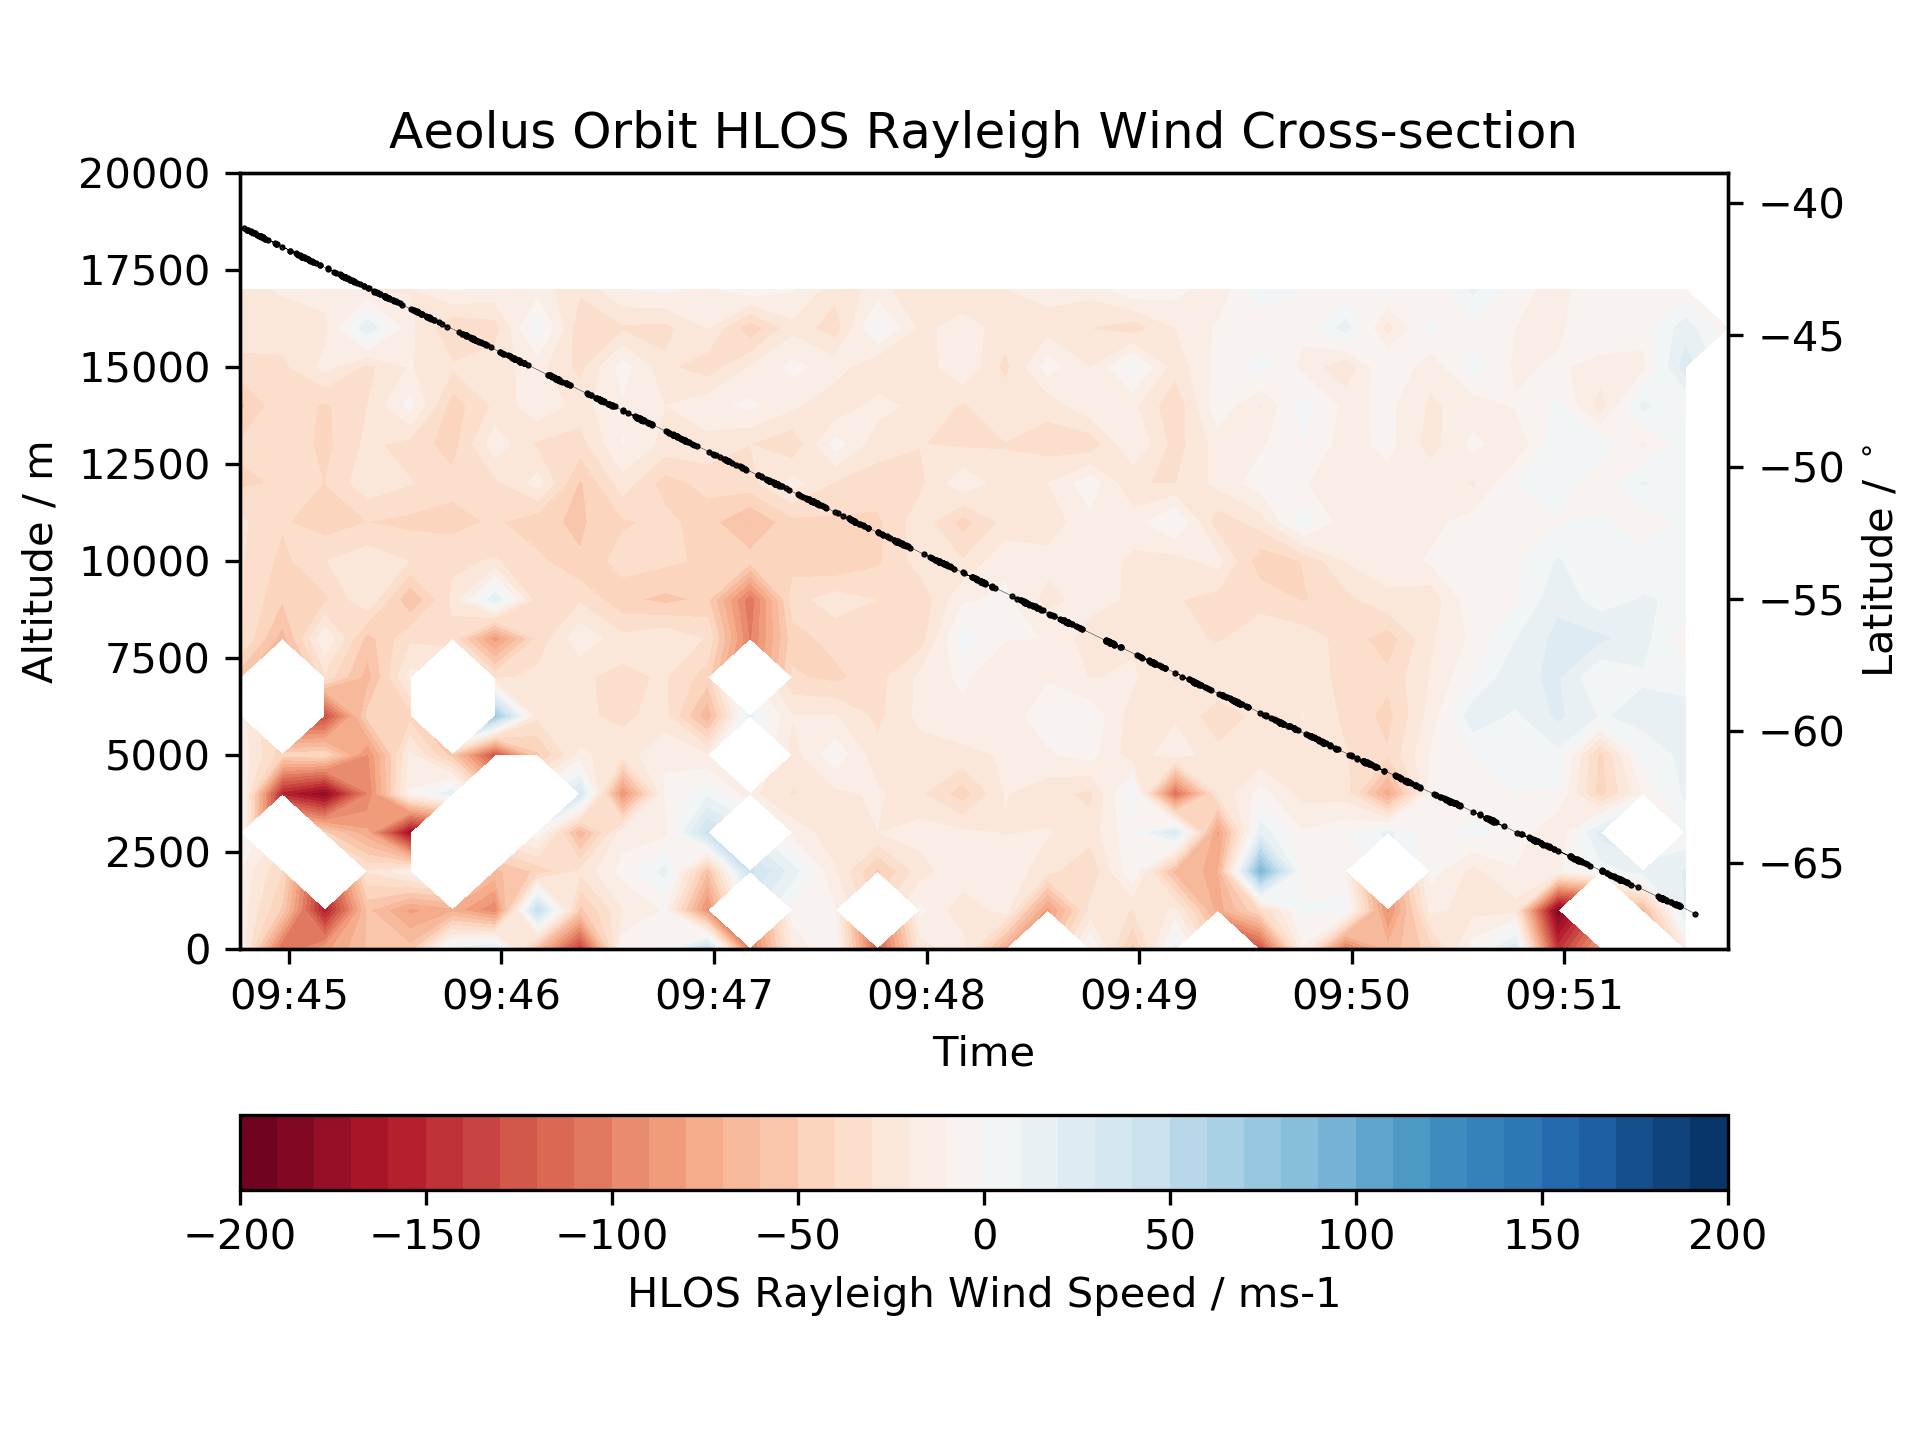 Aeolus Orbit HLOS Rayleigh Wind Cross-section
20000
17500
15000
12500
10000
7500
5000
2500
0
Altitude / m
−40
−45
−50
−55
−60
−65
Latitude / °
09:45 09:46 09:47 09:48 09:49 09:50 09:51
Time
−200 −150 −100 −50 0 50 100 150 200
HLOS Rayleigh Wind Speed / ms-1